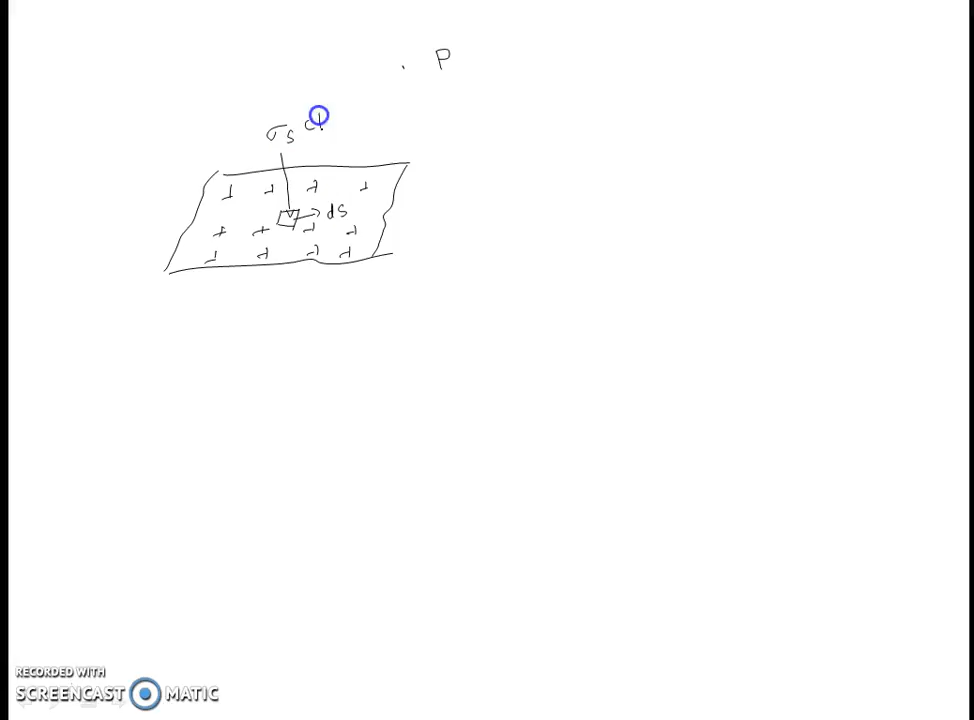 . P
σs d
+ + + +
dS
+ + + +
+ + + +
RECORDED WITH
SCREENCAST MATIC